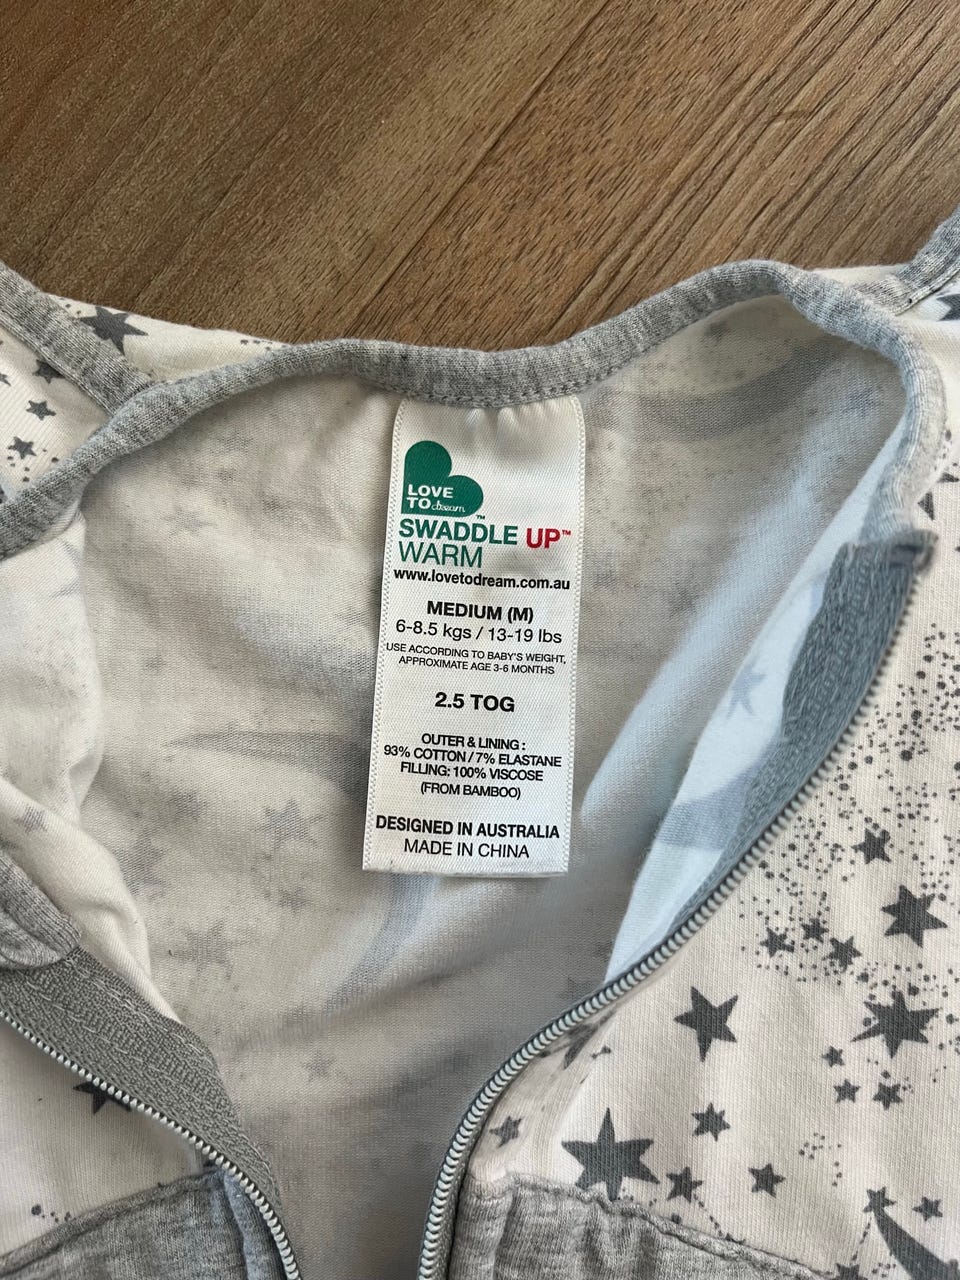 LOVE
TO dream™
SWADDLE UP™
WARM
www.lovetodream.com.au
MEDIUM (M)
6-8.5 kgs / 13-19 lbs
USE ACCORDING TO BABY'S WEIGHT,
APPROXIMATE AGE 3-6 MONTHS
2.5 TOG
OUTER & LINING :
93% COTTON / 7% ELASTANE
FILLING: 100% VISCOSE
(FROM BAMBOO)
DESIGNED IN AUSTRALIA
MADE IN CHINA